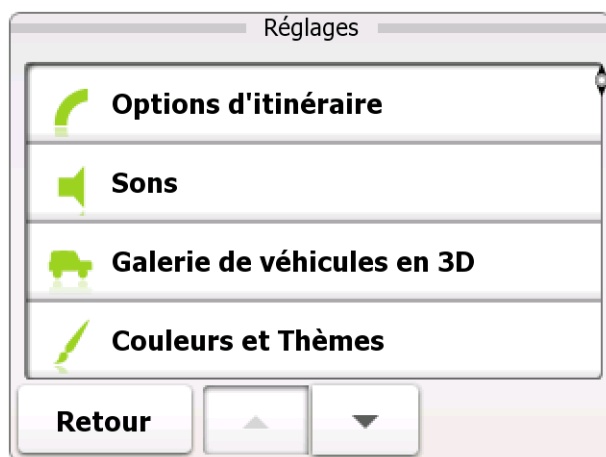 Réglages
Options d'itinéraire
Sons
Galerie de véhicules en 3D
Couleurs et Thèmes
Retour